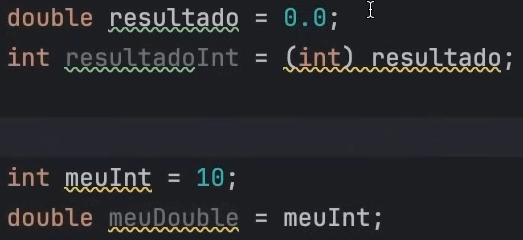 double resultado = 0.0;
int resultadoInt = (int) resultado;
int meuInt = 10;
double meuDouble = meuInt;